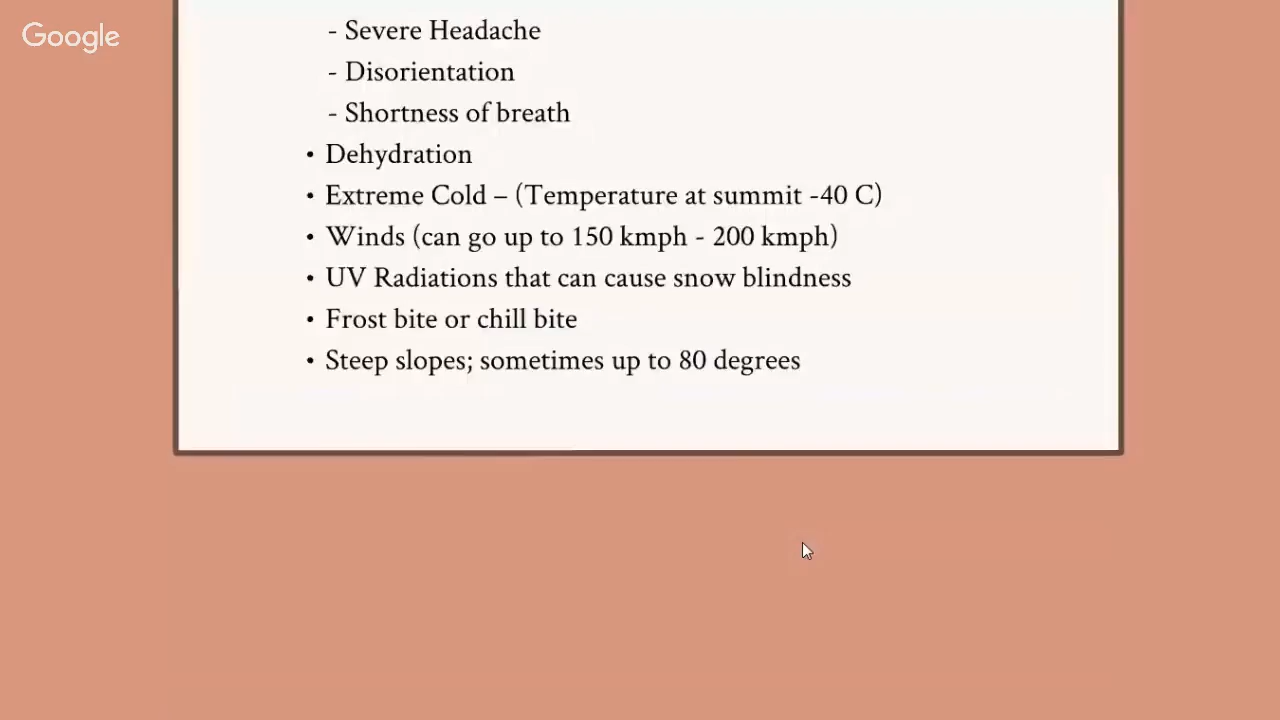 Google
- Severe Headache
- Disorientation
- Shortness of breath
• Dehydration
• Extreme Cold – (Temperature at summit -40 C)
• Winds (can go up to 150 kmph - 200 kmph)
• UV Radiations that can cause snow blindness
• Frost bite or chill bite
• Steep slopes; sometimes up to 80 degrees